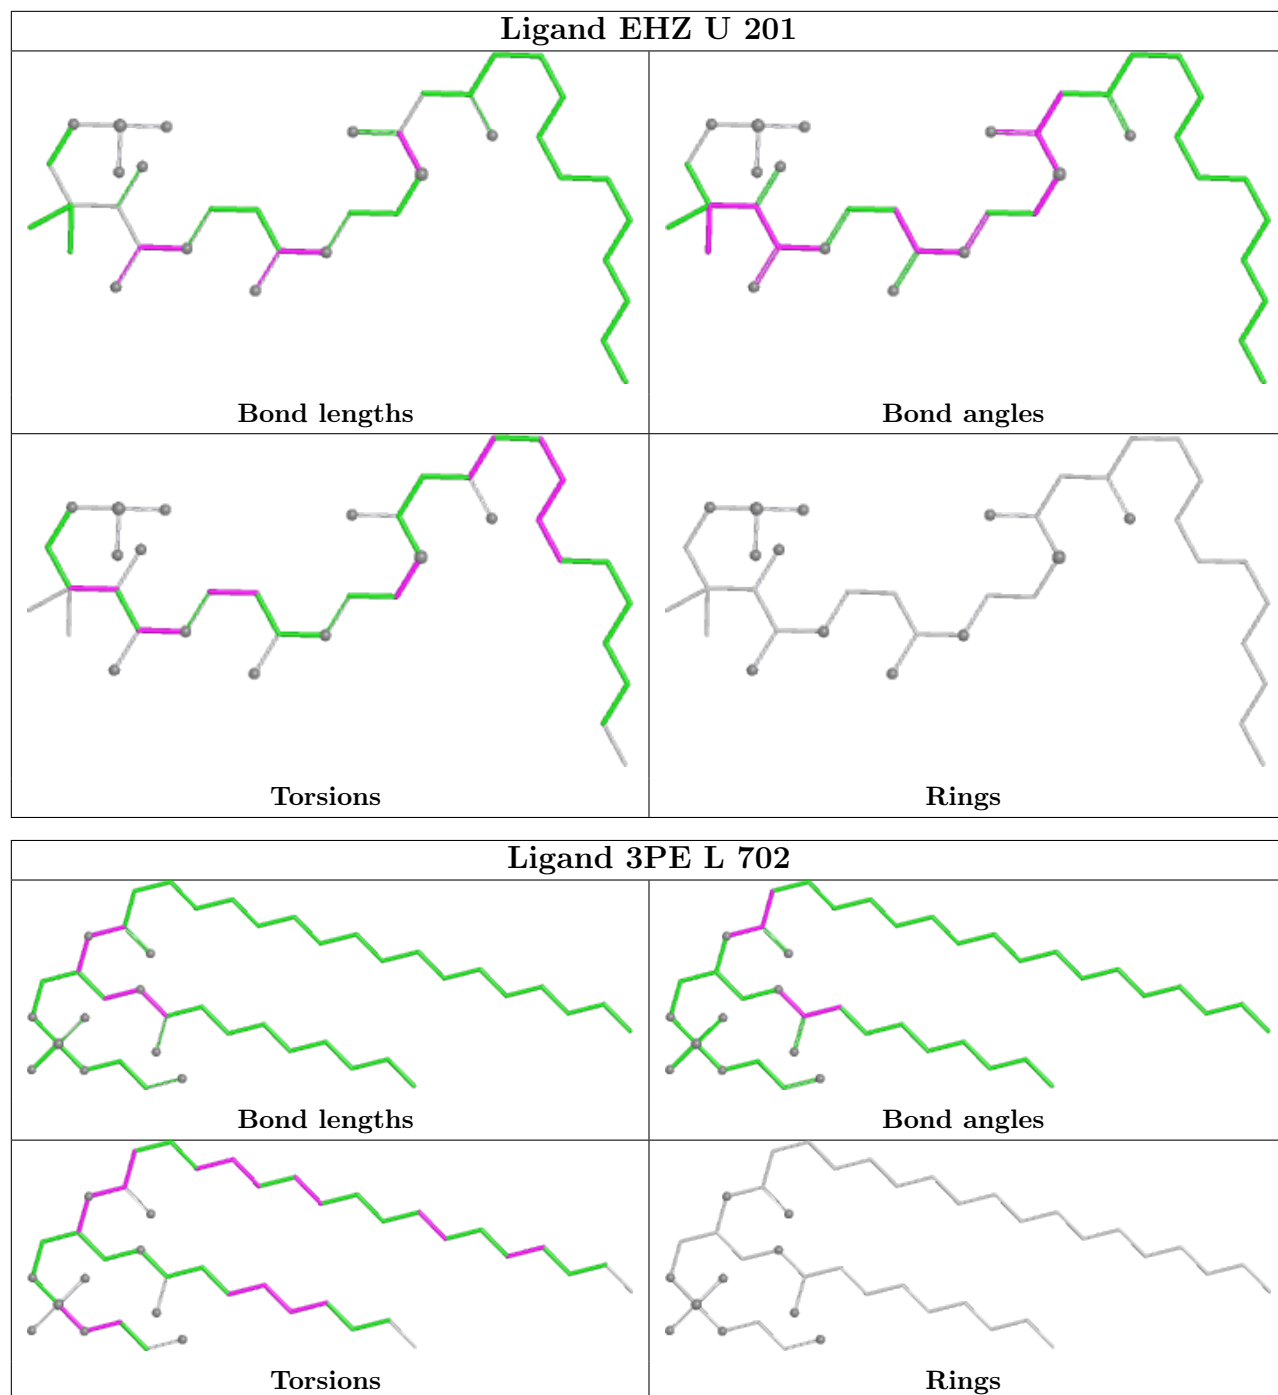 Ligand EHZ U 201
Bond lengths
Bond angles
Torsions
Rings
Ligand 3PE L 702
Bond lengths
Bond angles
Torsions
Rings